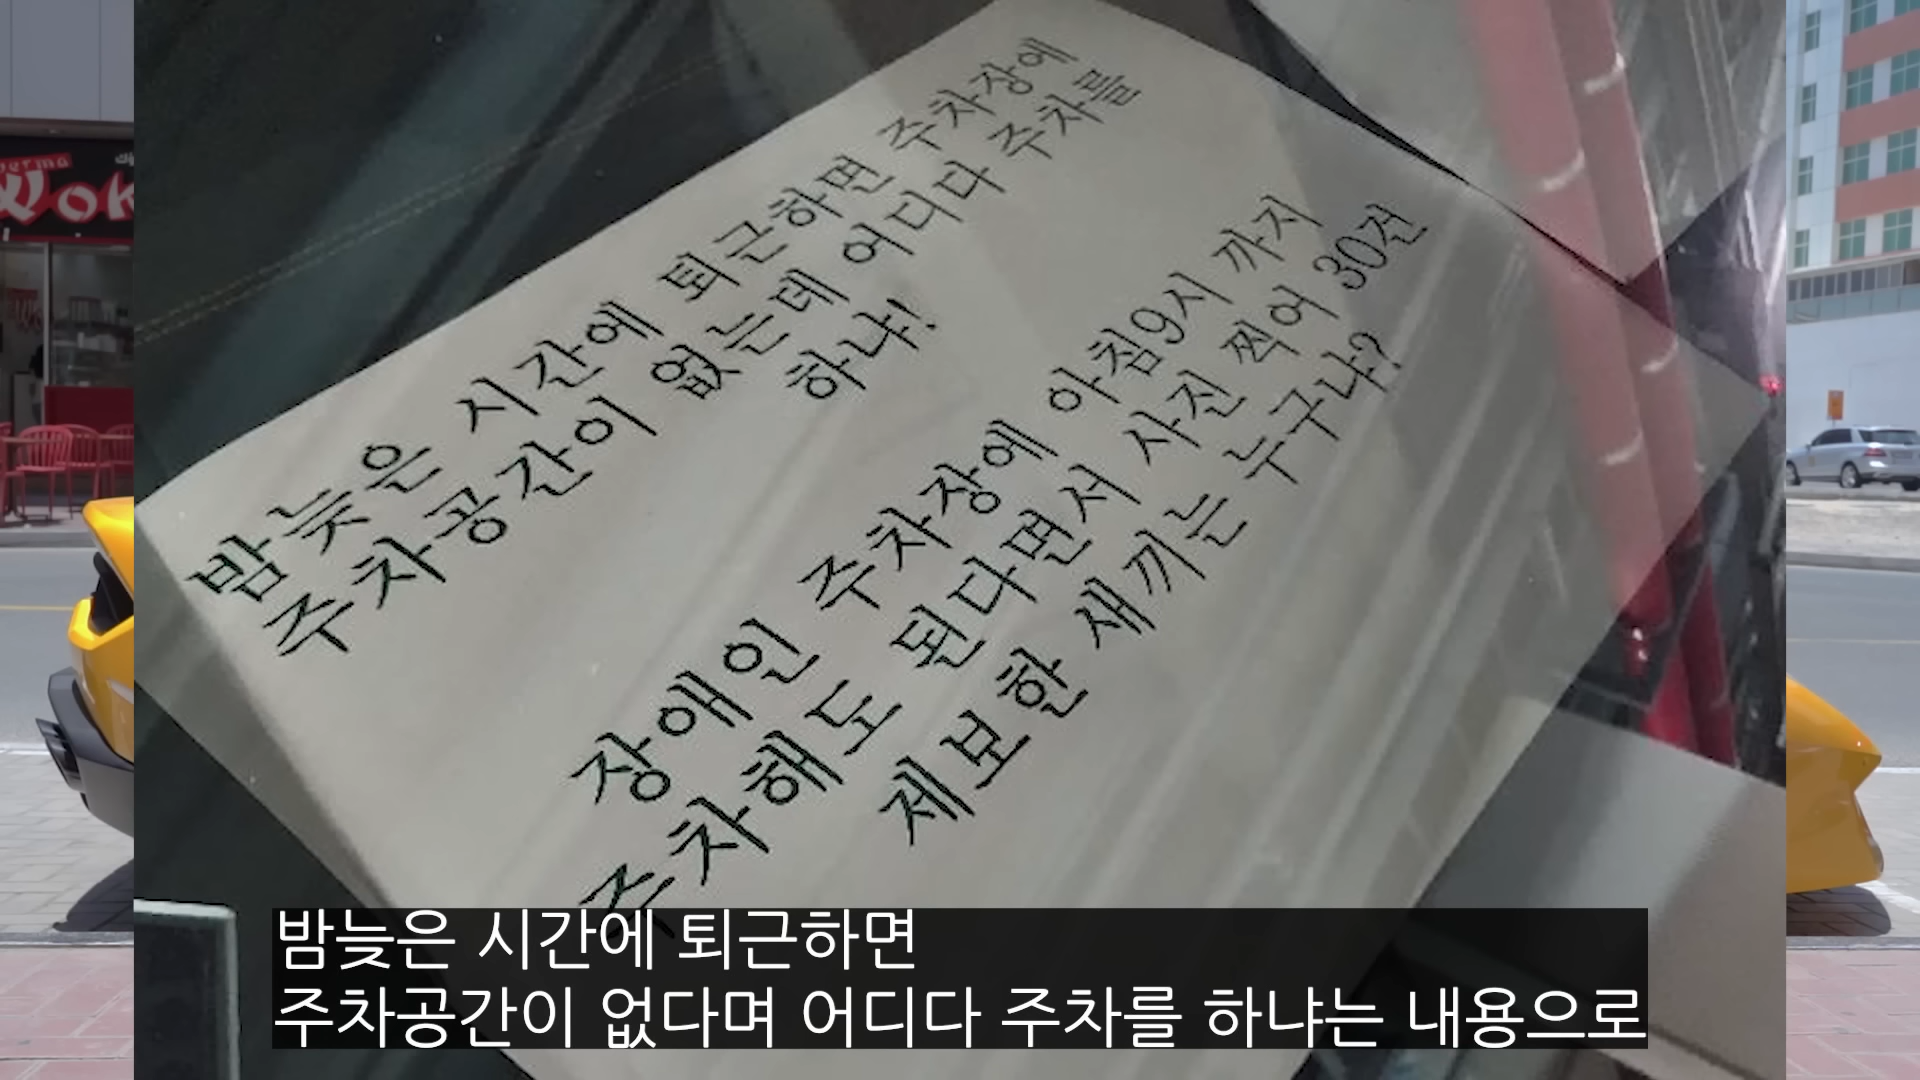 erma
Wok
밤늦은 시간에 퇴근하면 주차장에
주차공간이 없는데 어디다 주차를
하냐!
장애인 주차장에 아침9시 까지
주차해도 된다면서 사진 찍어 30건
제보한 새끼는 누구냐?
밤늦은 시간에 퇴근하면
주차공간이 없다며 어디다 주차를 하냐는 내용으로